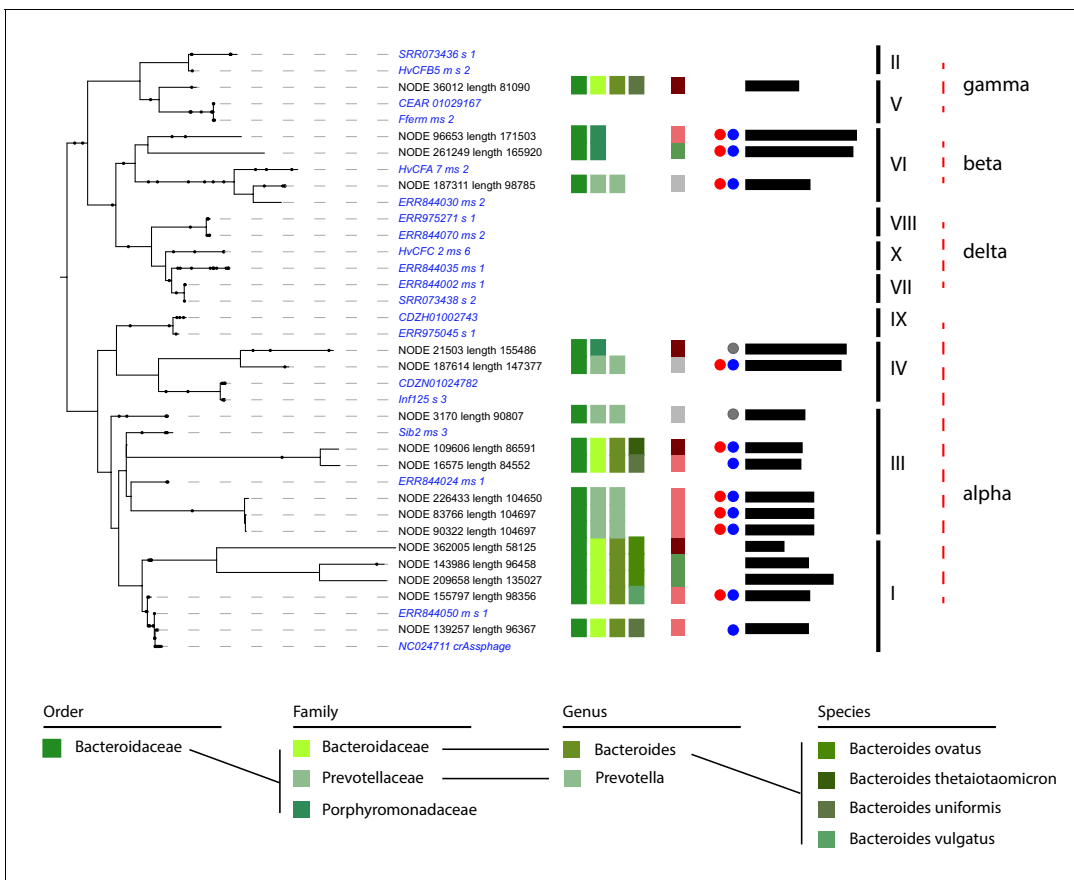 SRR073436 s 1
HvCFB5 m s 2
II
NODE 36012 length 81090
gamma
CEAR 01029167
V
Fferm ms 2
NODE 96653 length 171503
NODE 261249 length 165920
HvCFA 7 ms 2
VI
beta
NODE 187311 length 98785
ERR844030 ms 2
ERR975271 s 1
VIII
ERR844070 ms 2
HvCFC 2 ms 6
X
delta
ERR844035 ms 1
ERR844002 ms 1
VII
SRR073438 s 2
CDZH01002743
IX
ERR975045 s 1
NODE 21503 length 155486
NODE 187614 length 147377
IV
CDZN01024782
Inf125 s 3
NODE 3170 length 90807
Sib2 ms 3
NODE 109606 length 86591
NODE 16575 length 84552
III
ERR844024 ms 1
NODE 226433 length 104650
alpha
NODE 83766 length 104697
NODE 90322 length 104697
NODE 362005 length 58125
NODE 143986 length 96458
NODE 209658 length 135027
I
NODE 155797 length 98356
ERR844050 m s 1
NODE 139257 length 96367
NC024711 crAssphage
Order
Bacteroidaceae
Family
Bacteroidaceae
Prevotellaceae
Porphyromonadaceae
Genus
Bacteroides
Prevotella
Species
Bacteroides ovatus
Bacteroides thetaiotaomicron
Bacteroides uniformis
Bacteroides vulgatus